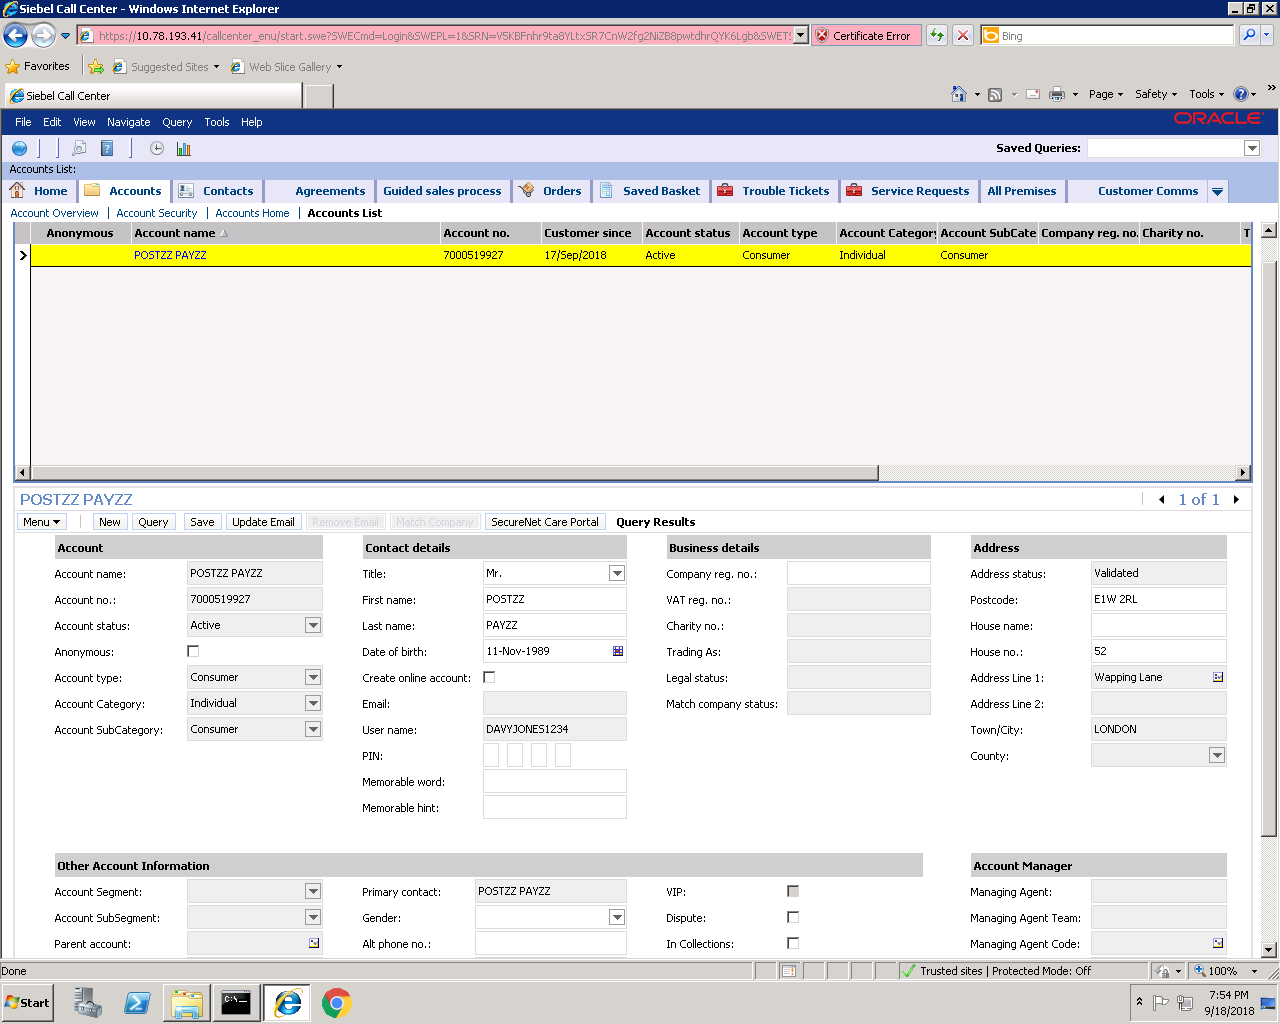 Siebel Call Center - Windows Internet Explorer
https://10.78.193.41/callcenter_enu/start.swe?SWECmd=Login&SWEPL=1&SRN=V5KBFnhr9ta8YLtxSR7CnW2fg2NiZB8pwtdhrQYK6Lgb&SWETS
Certificate Error
Bing
Favorites Suggested Sites Web Slice Gallery
Siebel Call Center
Page Safety Tools
File Edit View Navigate Query Tools Help
ORACLE
Saved Queries:
Accounts List:
Home Accounts Contacts Agreements Guided sales process Orders Saved Basket Trouble Tickets Service Requests All Premises Customer Comms
Account Overview | Account Security | Accounts Home | Accounts List
Anonymous Account name Account no. Customer since Account status Account type Account Category Account SubCate Company reg. no. Charity no. T
POSTZZ PAYZZ 7000519927 17/Sep/2018 Active Consumer Individual Consumer
POSTZZ PAYZZ 1 of 1
Menu New Query Save Update Email Remove Email Match Company SecureNet Care Portal Query Results
Account Contact details Business details Address
Account name: POSTZZ PAYZZ Title: Mr. Company reg. no.: Address status: Validated
Account no.: 7000519927 First name: POSTZZ VAT reg. no.: Postcode: E1W 2RL
Account status: Active Last name: PAYZZ Charity no.: House name:
Anonymous: Date of birth: 11-Nov-1989 Trading As: House no.: 52
Account type: Consumer Create online account: Legal status: Address Line 1: Wapping Lane
Account Category: Individual Email: Match company status: Address Line 2:
Account SubCategory: Consumer User name: DAVYJONES1234 Town/City: LONDON
PIN: County:
Memorable word:
Memorable hint:
Other Account Information Account Manager
Account Segment: Primary contact: POSTZZ PAYZZ VIP: Managing Agent:
Account SubSegment: Gender: Dispute: Managing Agent Team:
Parent account: Alt phone no.: In Collections: Managing Agent Code:
Done Trusted sites | Protected Mode: Off 100%
Start 7:54 PM
9/18/2018